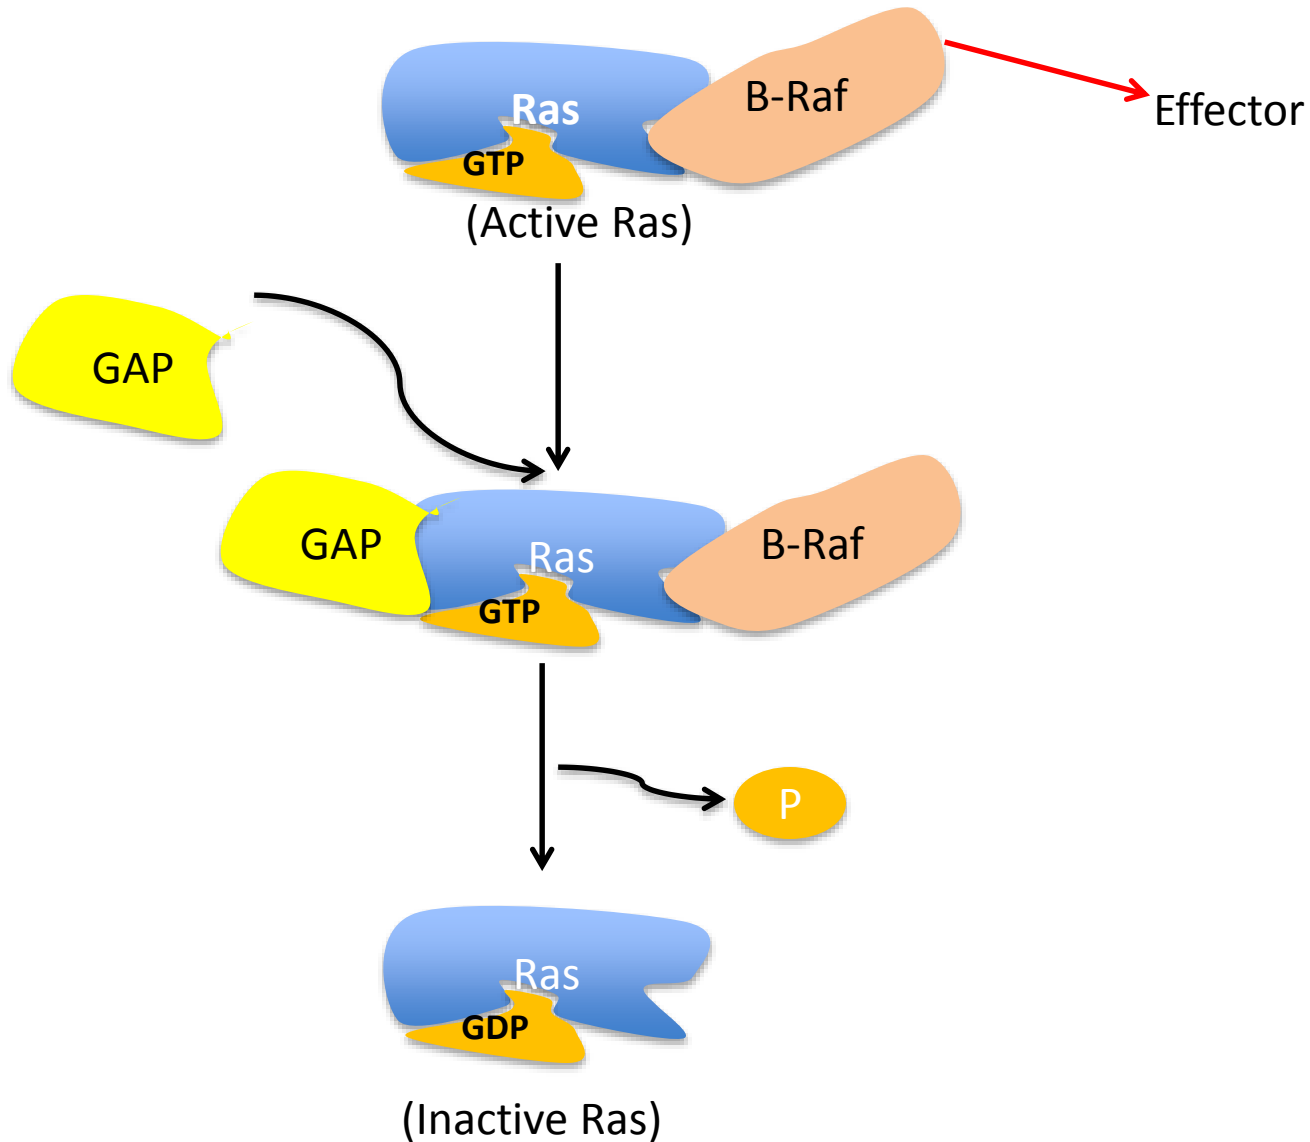 Ras
B-Raf
GTP
Effector
(Active Ras)
GAP
GAP
Ras
B-Raf
GTP
P
Ras
GDP
(Inactive Ras)